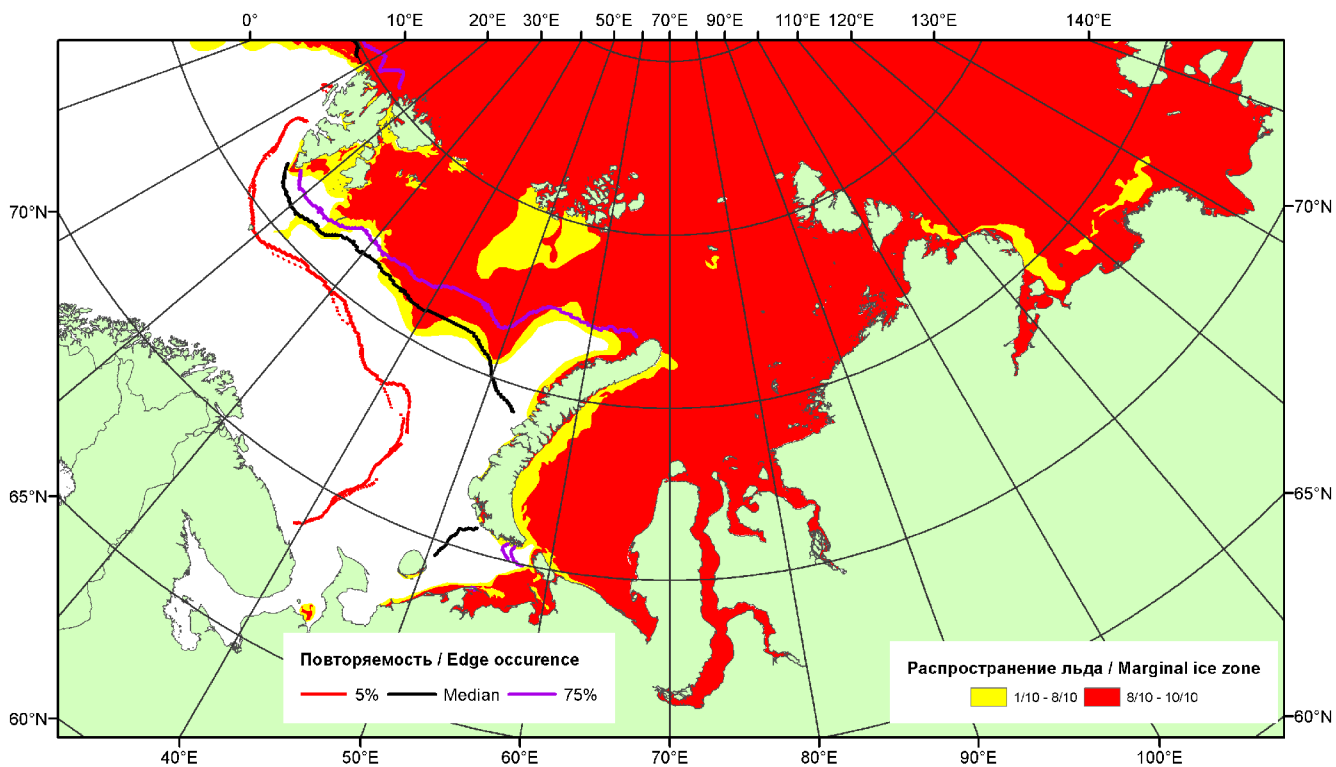 0° 10°E 20°E 30°E 50°E 70°E 90°E 110°E 120°E 130°E 140°E
70°N 70°N
65°N 65°N
Повторяемость / Edge occurence
5% Median 75%
Распространение льда / Marginal ice zone
1/10 - 8/10 8/10 - 10/10
60°N 60°N
40°E 50°E 60°E 70°E 80°E 90°E 100°E